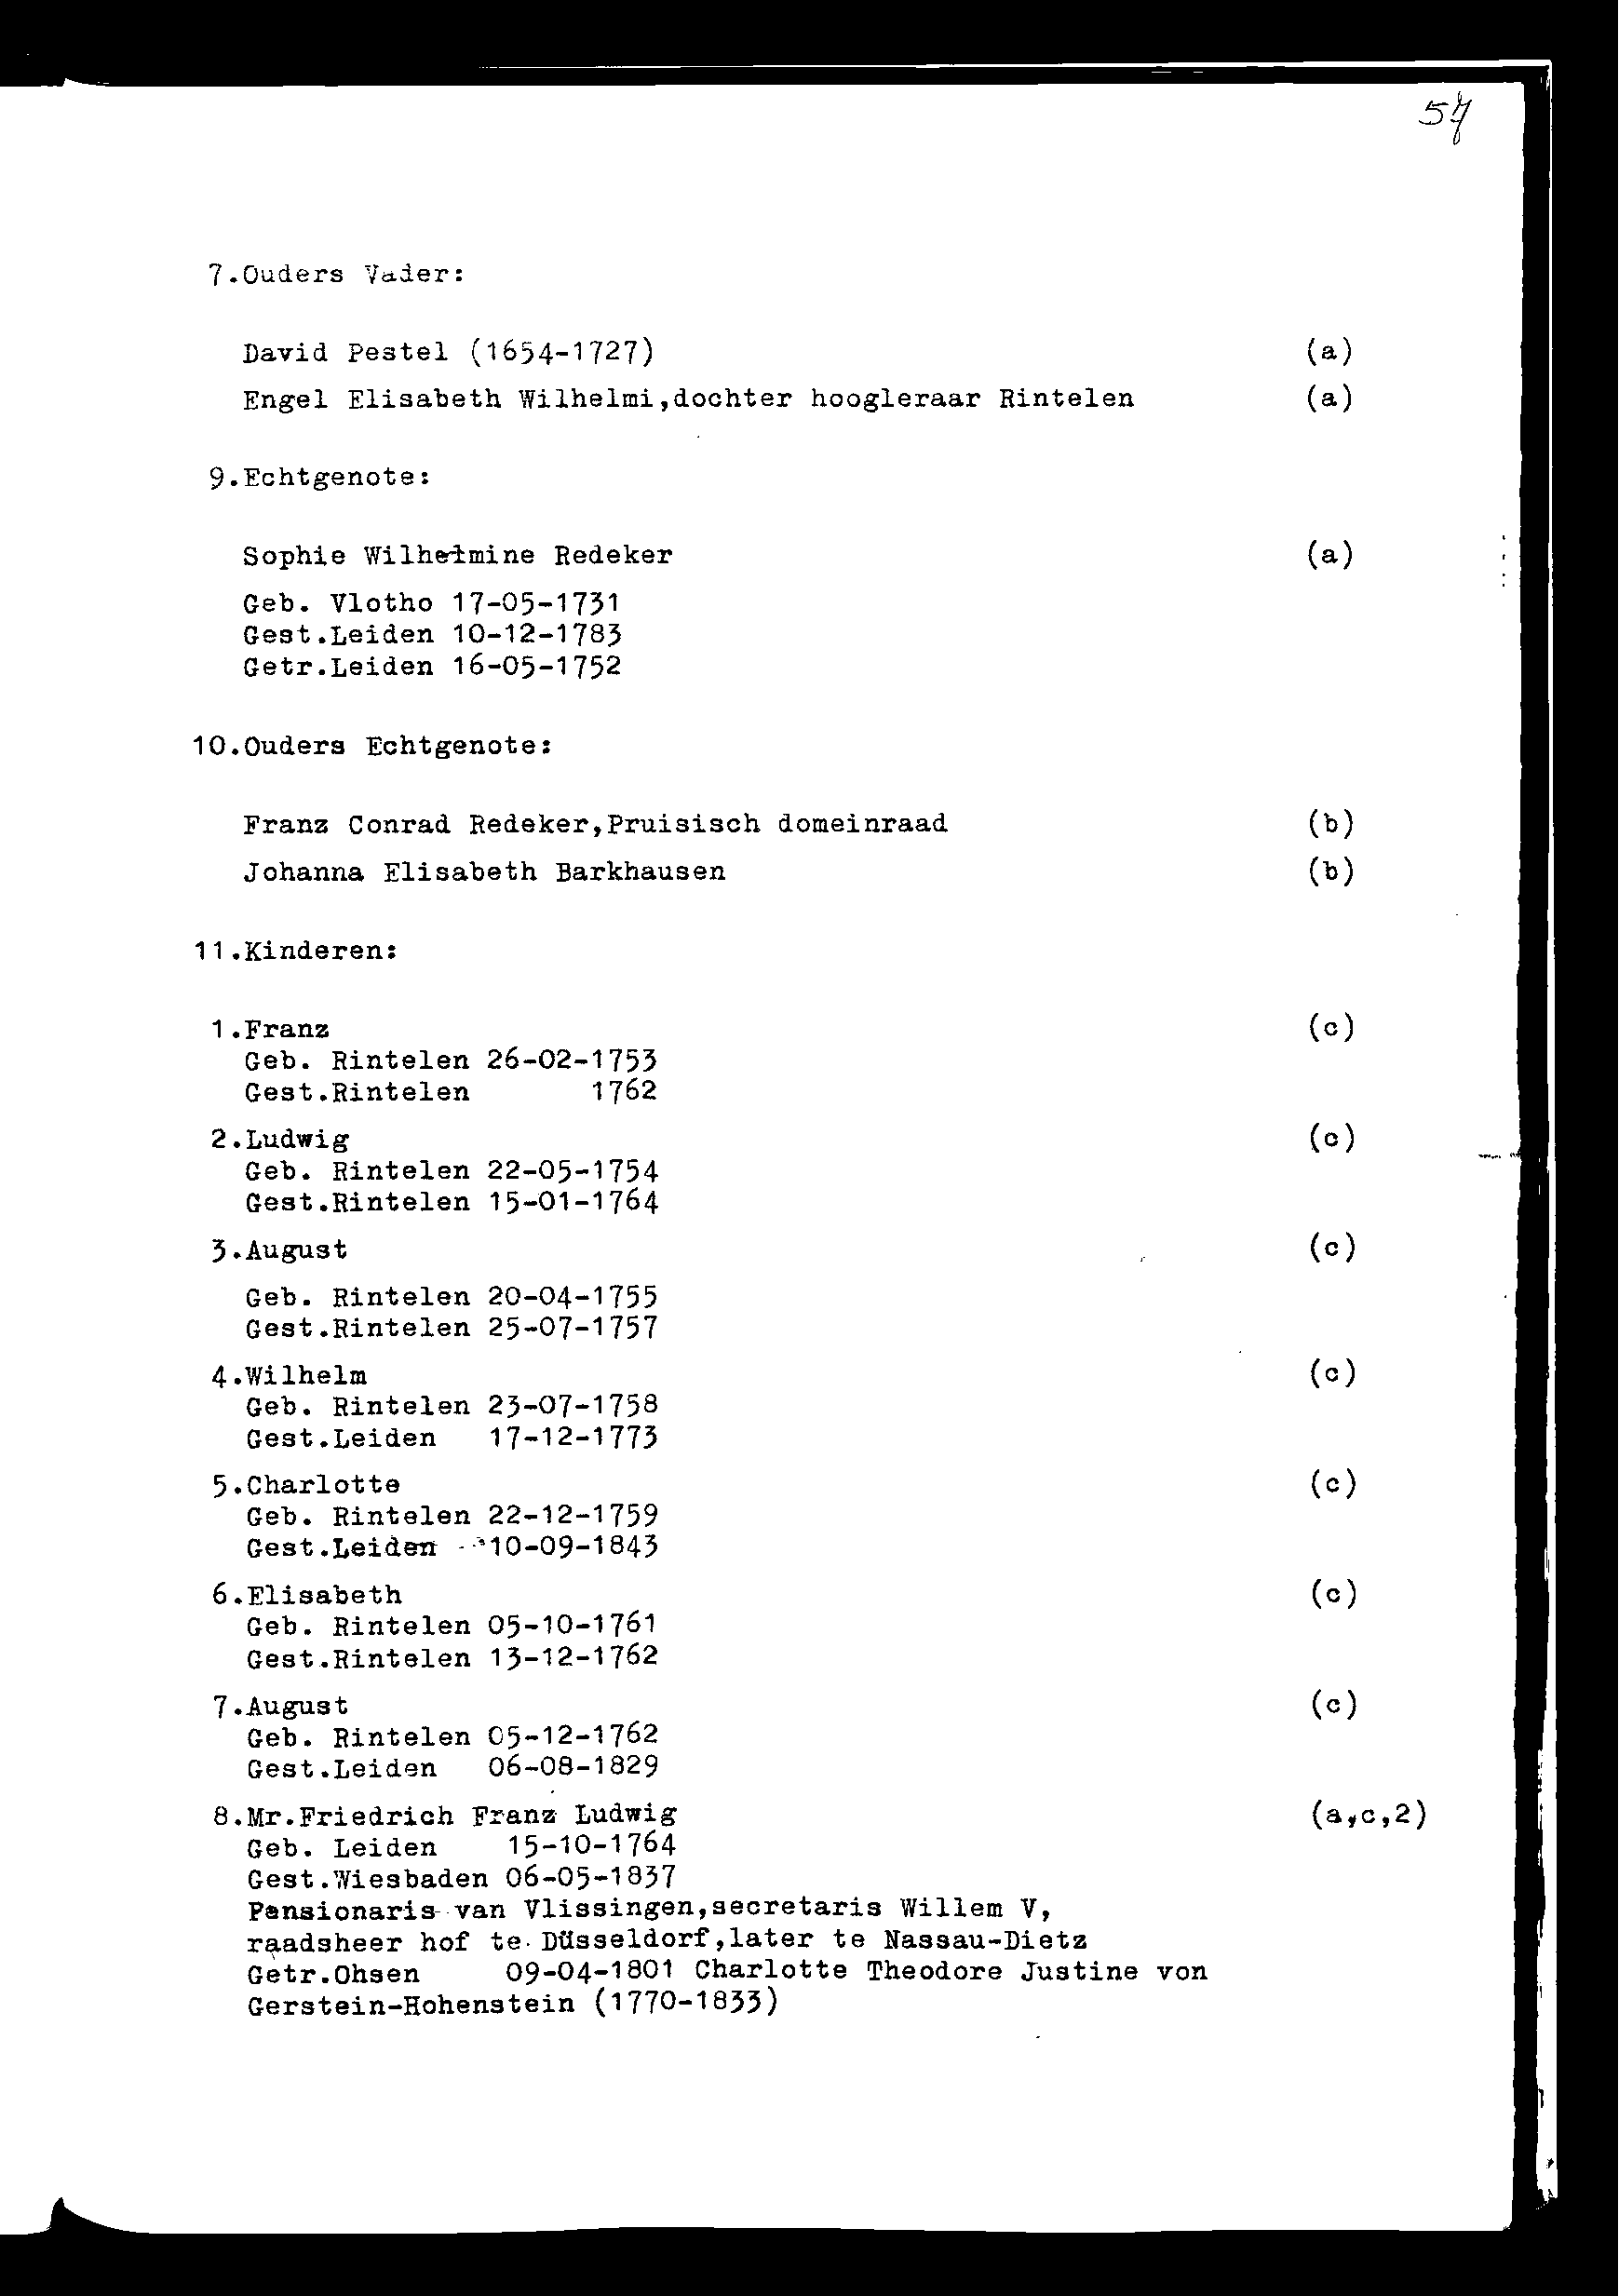 57
7.Ouders Vader:
David Pestel (1654-1727) (a)
Engel Elisabeth Wilhelmi,dochter hoogleraar Rintelen (a)
9.Echtgenote:
Sophie Wilhelmine Redeker (a)
Geb. Vlotho 17-05-1731
Gest.Leiden 10-12-1783
Getr.Leiden 16-05-1752
10.Ouders Echtgenote:
Franz Conrad Redeker,Pruisisch domeinraad (b)
Johanna Elisabeth Barkhausen (b)
11.Kinderen:
1.Franz (c)
Geb. Rintelen 26-02-1753
Gest.Rintelen 1762
2.Ludwig (c)
Geb. Rintelen 22-05-1754
Gest.Rintelen 15-01-1764
3.August (c)
Geb. Rintelen 20-04-1755
Gest.Rintelen 25-07-1757
4.Wilhelm (c)
Geb. Rintelen 23-07-1758
Gest.Leiden 17-12-1773
5.Charlotte (c)
Geb. Rintelen 22-12-1759
Gest.Leiden 10-09-1843
6.Elisabeth (c)
Geb. Rintelen 05-10-1761
Gest.Rintelen 13-12-1762
7.August (c)
Geb. Rintelen 05-12-1762
Gest.Leiden 06-08-1829
8.Mr.Friedrich Franz Ludwig (a,c,2)
Geb. Leiden 15-10-1764
Gest.Wiesbaden 06-05-1837
Pensionaris van Vlissingen,secretaris Willem V,
raadsheer hof te Düsseldorf,later te Nassau-Dietz
Getr.Ohsen 09-04-1801 Charlotte Theodore Justine von
Gerstein-Hohenstein (1770-1833)